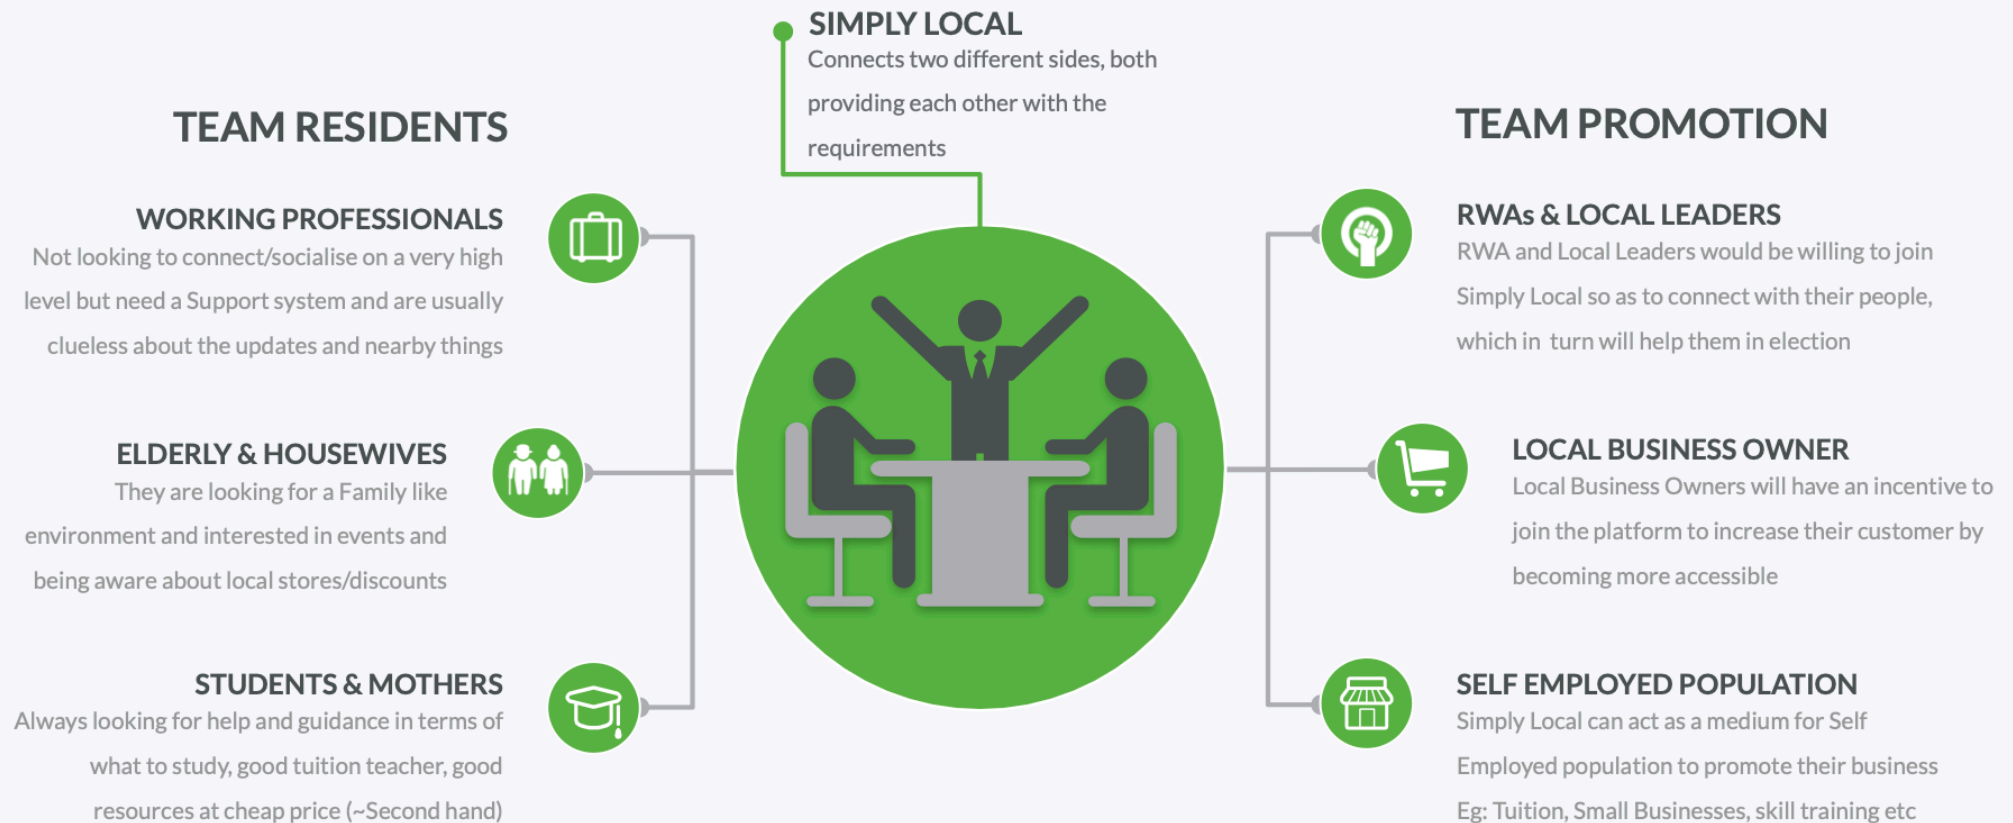 SIMPLY LOCAL
Connects two different sides, both
providing each other with the
requirements
TEAM RESIDENTS
WORKING PROFESSIONALS
Not looking to connect/socialise on a very high
level but need a Support system and are usually
clueless about the updates and nearby things
ELDERLY & HOUSEWIVES
They are looking for a Family like
environment and interested in events and
being aware about local stores/discounts
STUDENTS & MOTHERS
Always looking for help and guidance in terms of
what to study, good tuition teacher, good
resources at cheap price (~Second hand)
TEAM PROMOTION
RWAs & LOCAL LEADERS
RWA and Local Leaders would be willing to join
Simply Local so as to connect with their people,
which in turn will help them in election
LOCAL BUSINESS OWNER
Local Business Owners will have an incentive to
join the platform to increase their customer by
becoming more accessible
SELF EMPLOYED POPULATION
Simply Local can act as a medium for Self
Employed population to promote their business
Eg: Tuition, Small Businesses, skill training etc